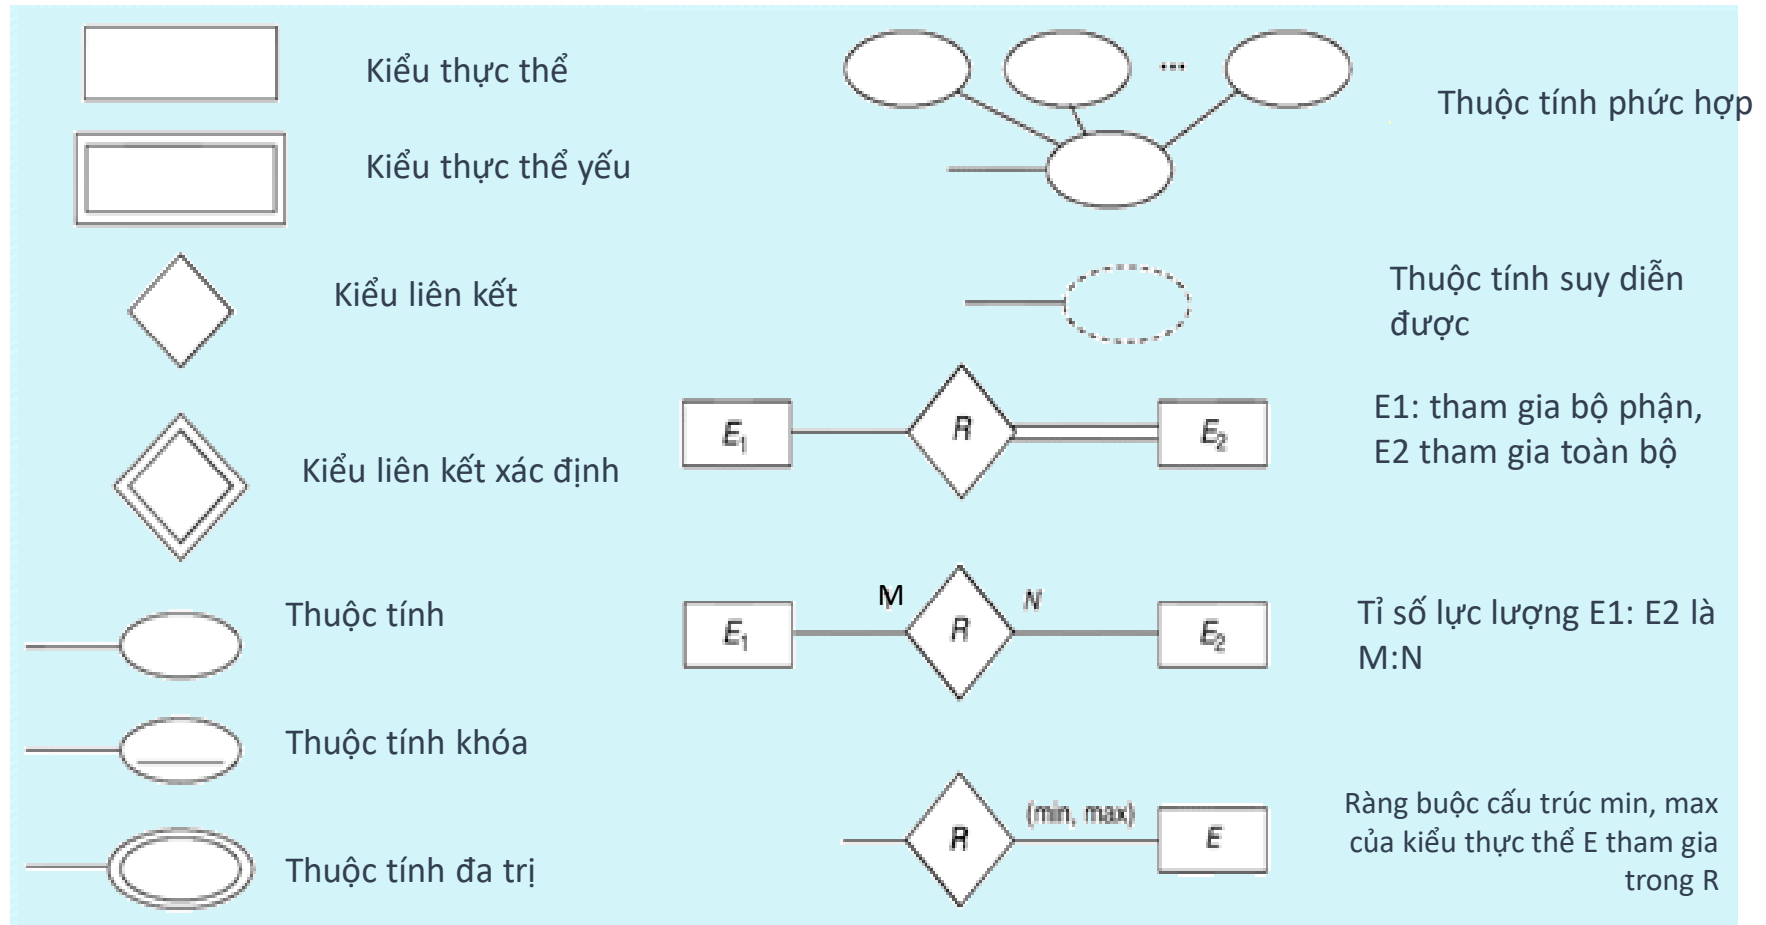 Kiểu thực thể
Kiểu thực thể yếu
Kiểu liên kết
Kiểu liên kết xác định
Thuộc tính
Thuộc tính khóa
Thuộc tính đa trị
...
Thuộc tính phức hợp
Thuộc tính suy diễn
được
E₁
R
E₂
E1: tham gia bộ phận,
E2 tham gia toàn bộ
E₁
M
R
N
E₂
Tỉ số lực lượng E1: E2 là
M:N
R
(min, max)
E
Ràng buộc cấu trúc min, max
của kiểu thực thể E tham gia
trong R